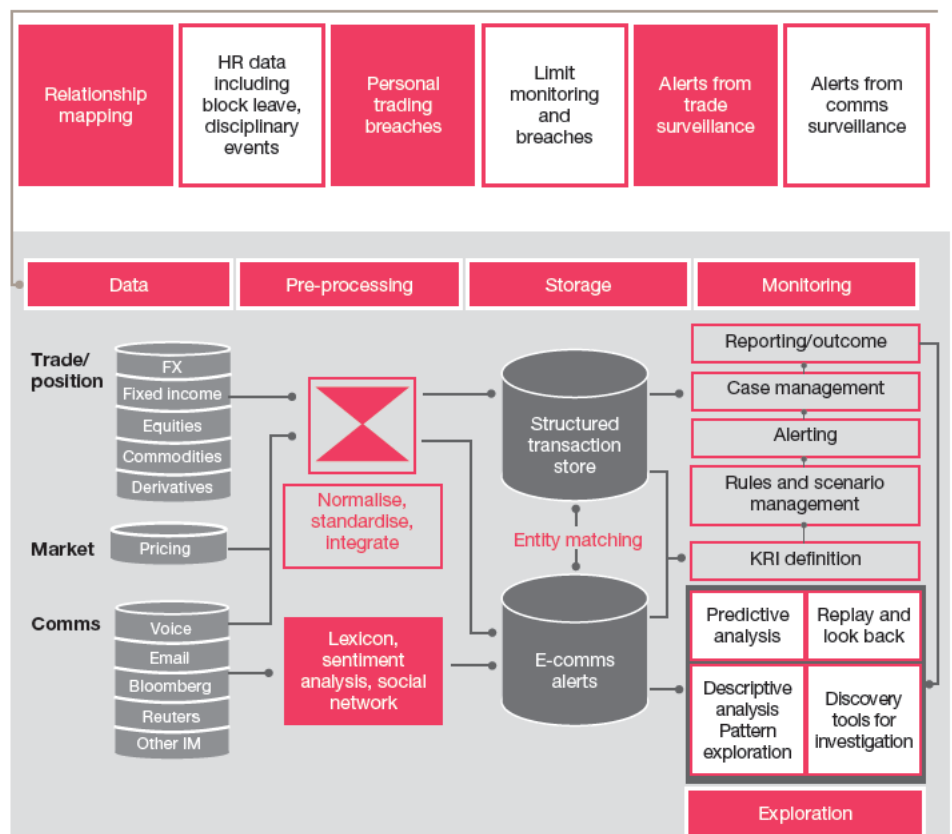 Relationship
mapping
HR data
including
block leave,
disciplinary
events
Personal
trading
breaches
Limit
monitoring
and
breaches
Alerts from
trade
surveillance
Alerts from
comms
surveillance
Data
Pre-processing
Storage
Monitoring
Trade/
position
FX
Fixed income
Equities
Commodities
Derivatives
Market
Pricing
Comms
Voice
Email
Bloomberg
Reuters
Other IM
Normalise,
standardise,
integrate
Lexicon,
sentiment
analysis, social
network
Structured
transaction
store
Entity matching
E-comms
alerts
Reporting/outcome
Case management
Alerting
Rules and scenario
management
KRI definition
Predictive
analysis
Replay and
look back
Descriptive
analysis
Pattern
exploration
Discovery
tools for
investigation
Exploration